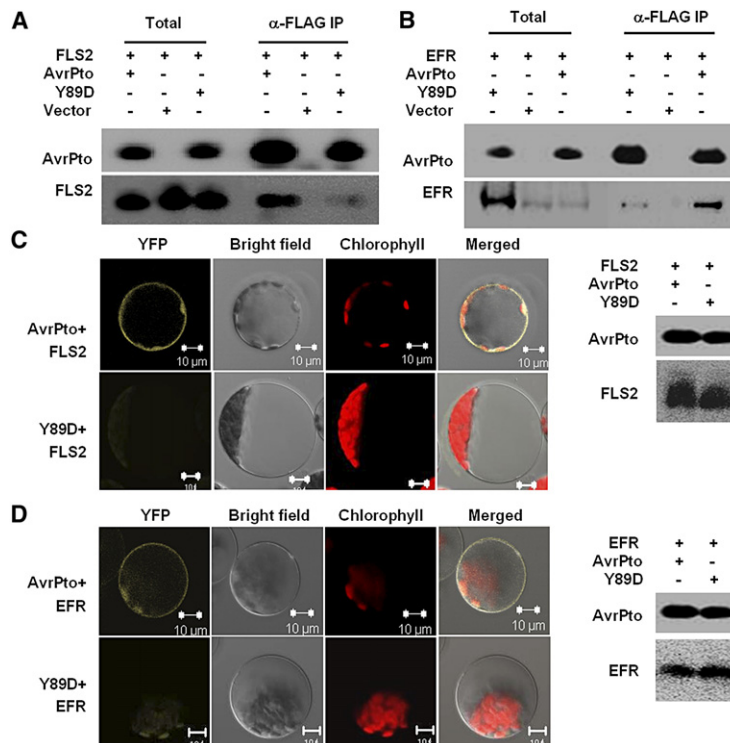 A
Total
α-FLAG IP
FLS2 + + + + + +
AvrPto + - - + - -
Y89D - - + - - +
Vector - + - - + -
AvrPto
FLS2
B
Total
α-FLAG IP
EFR + + + + + +
Y89D + - - + - -
Vector - + - - + -
AvrPto - - + - - +
AvrPto
EFR
C
YFP
Bright field
Chlorophyll
Merged
AvrPto+
FLS2
10 µm
10 µm
10 µm
10 µm
Y89D+
FLS2
FLS2 + +
AvrPto + -
Y89D - +
AvrPto
FLS2
D
YFP
Bright field
Chlorophyll
Merged
AvrPto+
EFR
10 µm
10 µm
10 µm
10 µm
Y89D+
EFR
EFR + +
AvrPto + -
Y89D - +
AvrPto
EFR